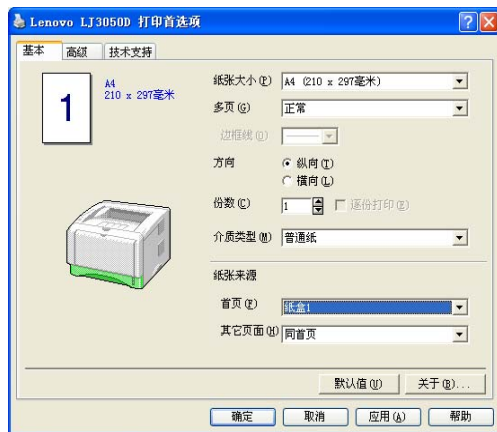 Lenovo LJ3050D 打印首选项
基本 高级 技术支持
1
A4
210 x 297毫米
纸张大小(P) A4 (210 x 297毫米)
多页(G) 正常
边框线(O)
方向 纵向(T)
横向(L)
份数(C) 1 逐份打印(E)
介质类型(M) 普通纸
纸张来源
首页(F) 纸盒1
其它页面(H) 同首页
默认值(U) 关于(B)...
确定 取消 应用(A) 帮助